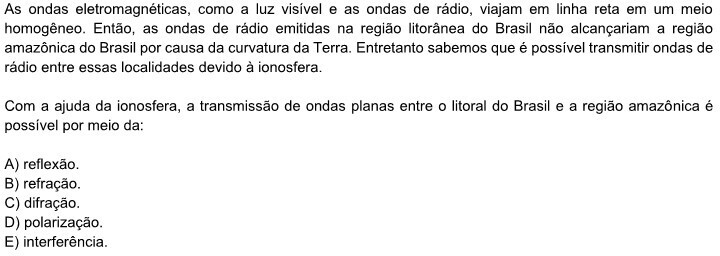 As ondas eletromagnéticas, como a luz visível e as ondas de rádio, viajam em linha reta em um meio
homogêneo. Então, as ondas de rádio emitidas na região litorânea do Brasil não alcançariam a região
amazônica do Brasil por causa da curvatura da Terra. Entretanto sabemos que é possível transmitir ondas de
rádio entre essas localidades devido à ionosfera.
Com a ajuda da ionosfera, a transmissão de ondas planas entre o litoral do Brasil e a região amazônica é
possível por meio da:
A) reflexão.
B) refração.
C) difração.
D) polarização.
E) interferência.